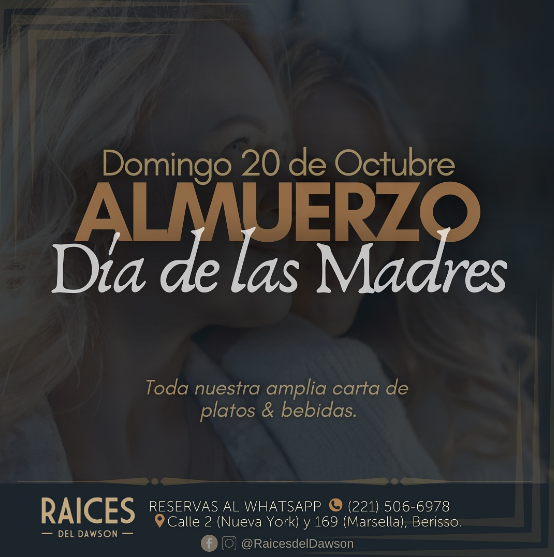 Domingo 20 de Octubre
ALMUERZO
Día de las Madres
Toda nuestra amplia carta de
platos & bebidas.
RAICES
DEL DAWSON
RESERVAS AL WHATSAPP (221) 506-6978
Calle 2 (Nueva York) y 169 (Marsella), Berisso.
@RaicesdelDawson